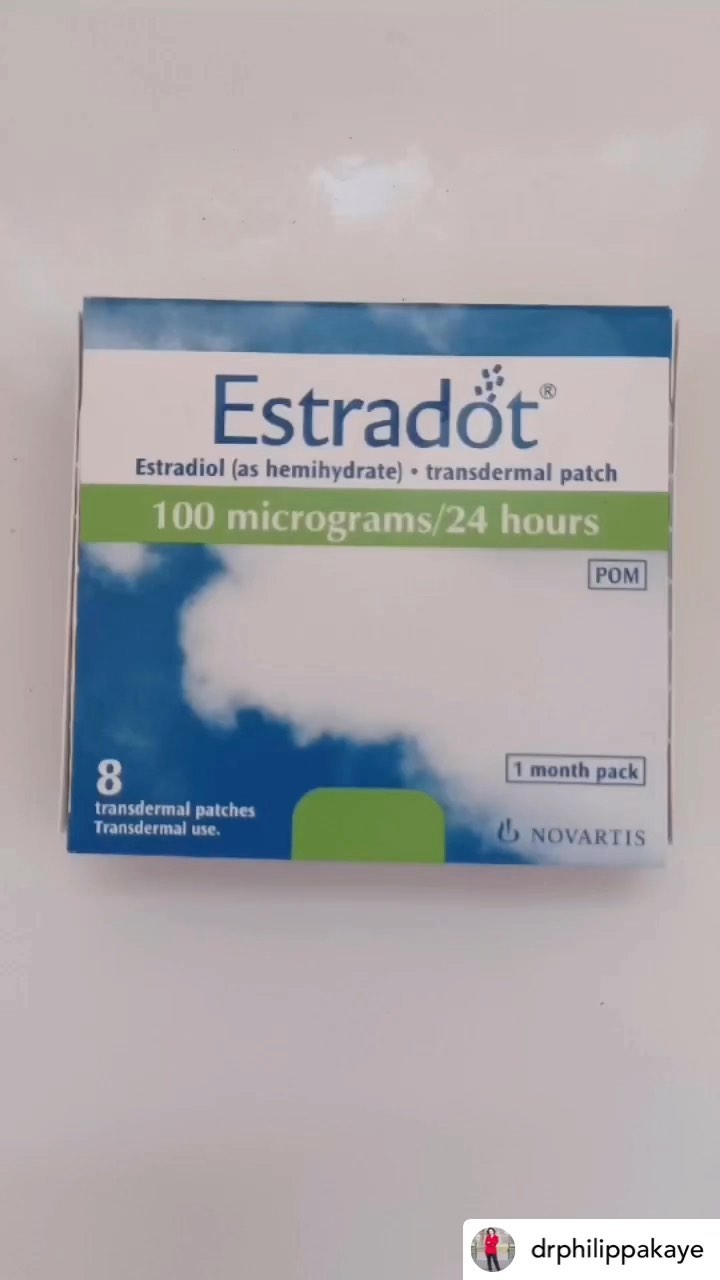 Estradot®
Estradiol (as hemihydrate) • transdermal patch
100 micrograms/24 hours
POM
1 month pack
8
transdermal patches
Transdermal use.
NOVARTIS
drphilippakaye